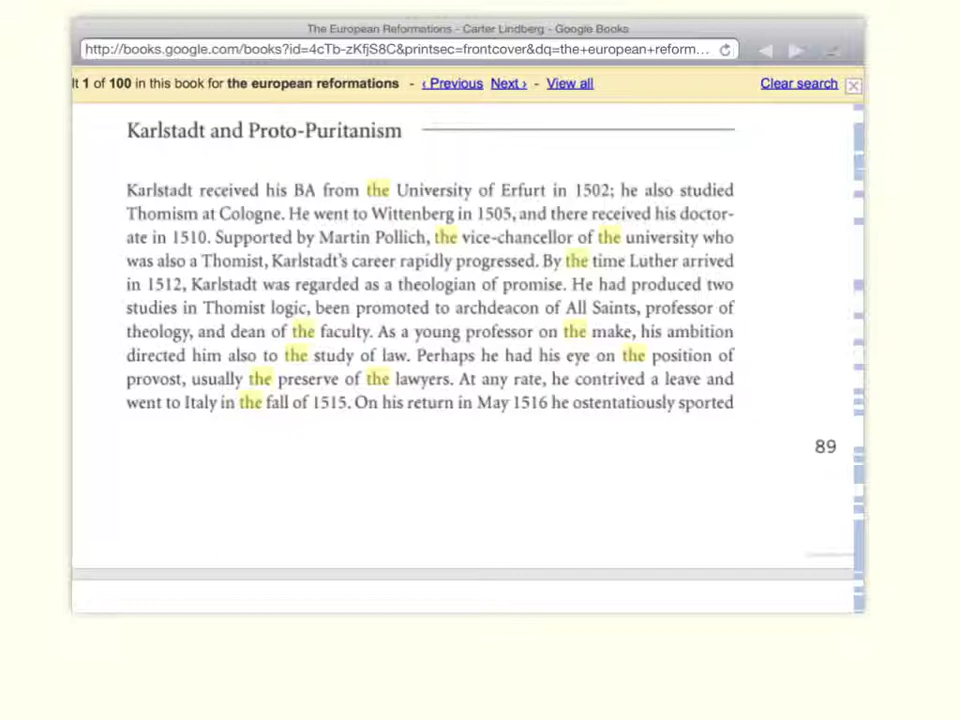 The European Reformations - Carter Lindberg - Google Books
http://books.google.com/books?id=4cTb-zKfjS8C&printsec=frontcover&dq=the+european+reform...
lt 1 of 100 in this book for the european reformations - ‹ Previous Next › - View all Clear search
Karlstadt and Proto-Puritanism
Karlstadt received his BA from the University of Erfurt in 1502; he also studied
Thomism at Cologne. He went to Wittenberg in 1505, and there received his doctor-
ate in 1510. Supported by Martin Pollich, the vice-chancellor of the university who
was also a Thomist, Karlstadt's career rapidly progressed. By the time Luther arrived
in 1512, Karlstadt was regarded as a theologian of promise. He had produced two
studies in Thomist logic, been promoted to archdeacon of All Saints, professor of
theology, and dean of the faculty. As a young professor on the make, his ambition
directed him also to the study of law. Perhaps he had his eye on the position of
provost, usually the preserve of the lawyers. At any rate, he contrived a leave and
went to Italy in the fall of 1515. On his return in May 1516 he ostentatiously sported
89